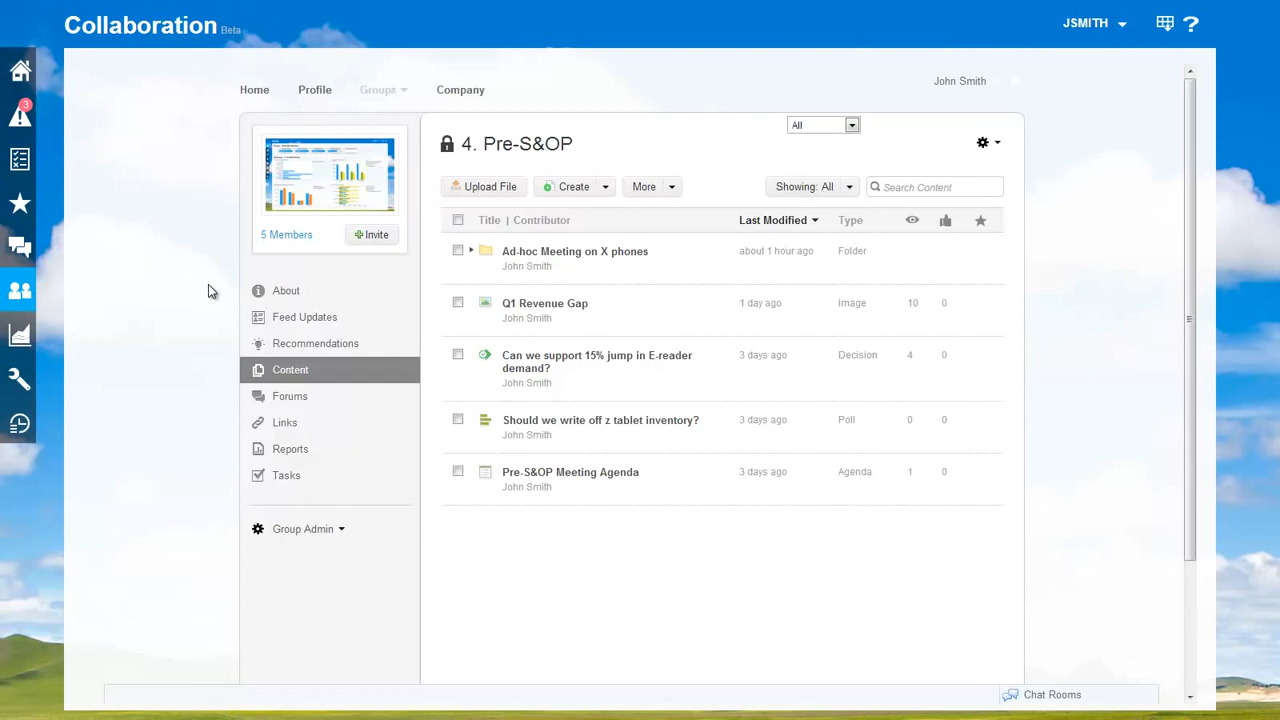 Collaboration Beta
JSMITH ?
3
Home Profile Groups Company
John Smith
All
4. Pre-S&OP
Upload File Create More Showing: All Search Content
5 Members Invite
Title | Contributor Last Modified Type
Ad-hoc Meeting on X phones about 1 hour ago Folder
John Smith
Q1 Revenue Gap 1 day ago Image 10 0
John Smith
Can we support 15% jump in E-reader 3 days ago Decision 4 0
demand?
John Smith
Should we write off z tablet inventory? 3 days ago Poll 0 0
John Smith
Pre-S&OP Meeting Agenda 3 days ago Agenda 1 0
John Smith
About
Feed Updates
Recommendations
Content
Forums
Links
Reports
Tasks
Group Admin
Chat Rooms